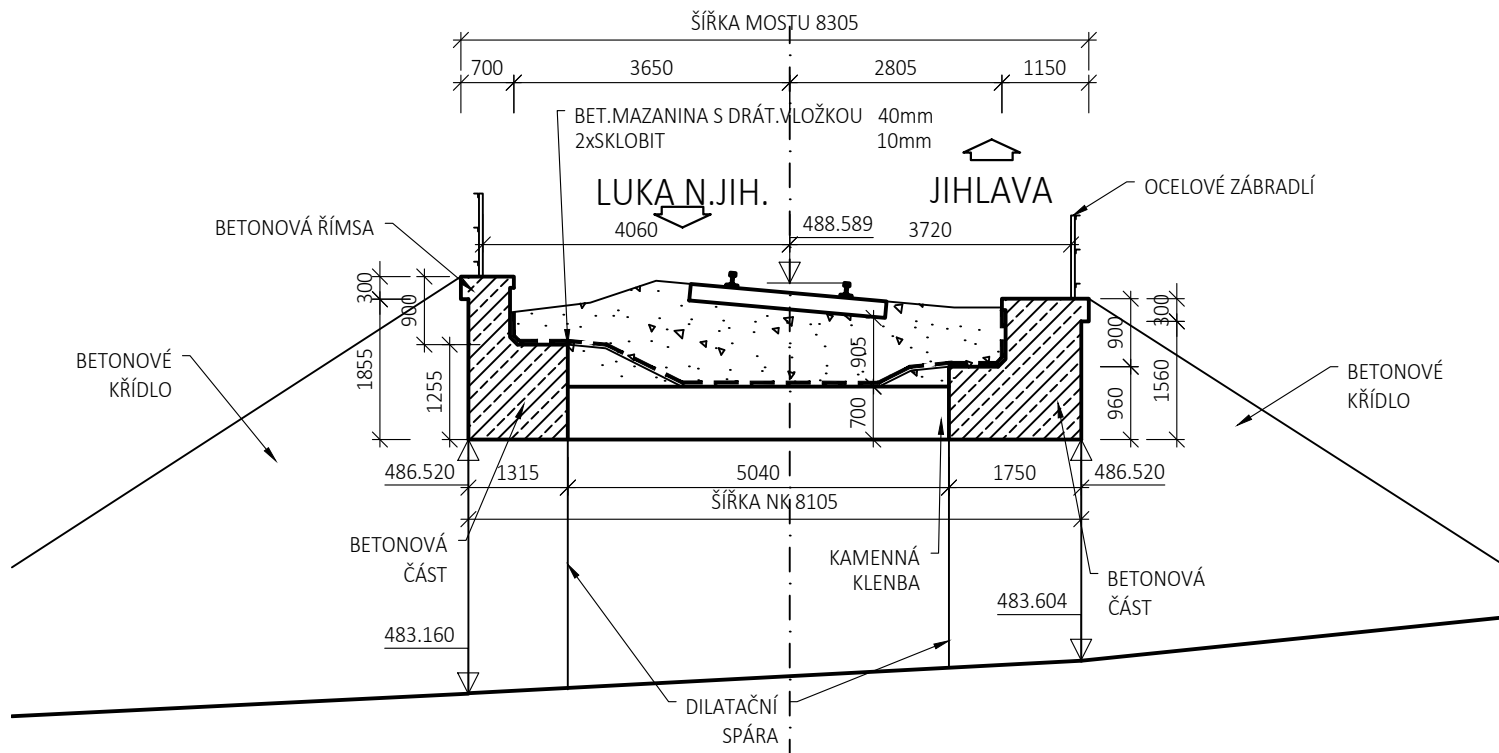 ŠÍŘKA MOSTU 8305
700
3650
2805
1150
BET.MAZANINA S DRÁT.VLOŽKOU 40mm
2xSKLOBIT 10mm
LUKA N.JIH.
JIHLAVA
OCELOVÉ ZÁBRADLÍ
BETONOVÁ ŘÍMSA
4060
488.589
3720
300
900
1855
1255
905
700
300
900
1560
960
BETONOVÉ
KŘÍDLO
BETONOVÉ
KŘÍDLO
486.520
1315
5040
1750
486.520
ŠÍŘKA NK 8105
BETONOVÁ
ČÁST
KAMENNÁ
KLENBA
BETONOVÁ
ČÁST
483.604
483.160
DILATAČNÍ
SPÁRA